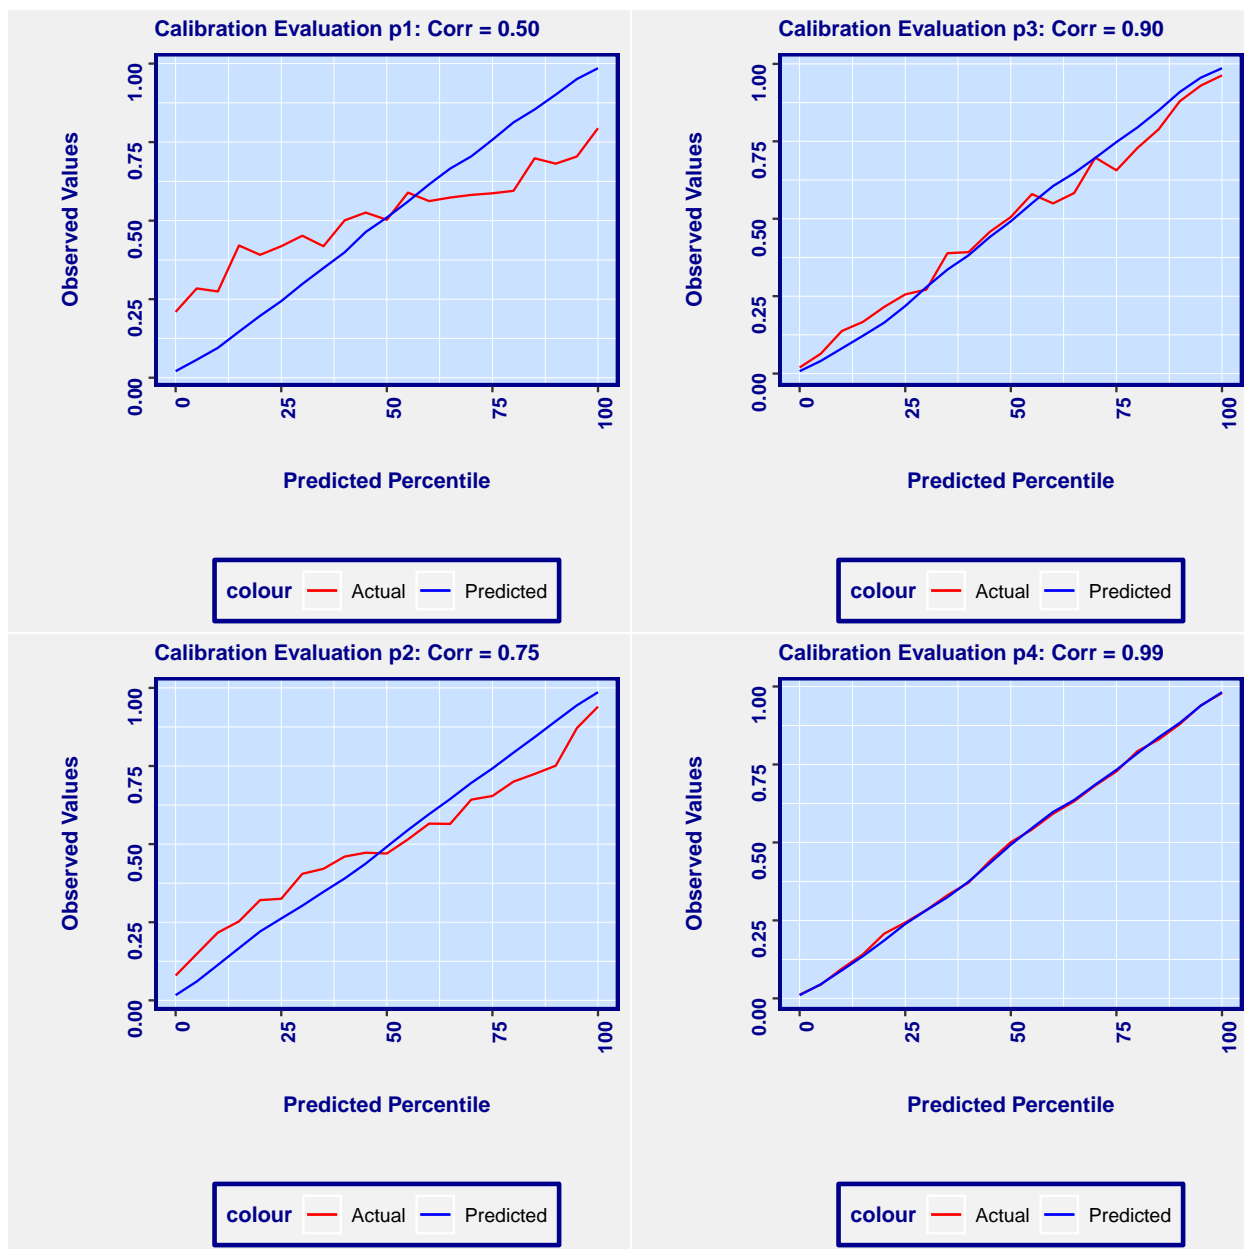 Calibration Evaluation p1: Corr = 0.50
Observed Values
1.00
0.75
0.50
0.25
0.00
0
25
50
75
100
Predicted Percentile
colour Actual Predicted
Calibration Evaluation p3: Corr = 0.90
Observed Values
1.00
0.75
0.50
0.25
0.00
0
25
50
75
100
Predicted Percentile
colour Actual Predicted
Calibration Evaluation p2: Corr = 0.75
Observed Values
1.00
0.75
0.50
0.25
0.00
0
25
50
75
100
Predicted Percentile
colour Actual Predicted
Calibration Evaluation p4: Corr = 0.99
Observed Values
1.00
0.75
0.50
0.25
0.00
0
25
50
75
100
Predicted Percentile
colour Actual Predicted